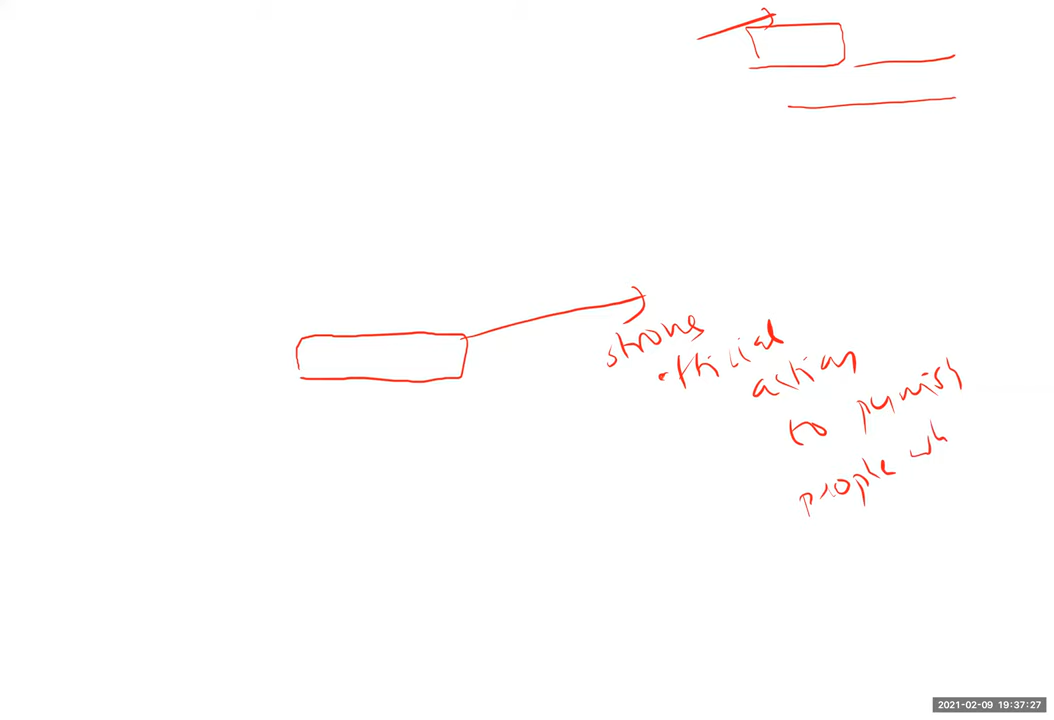 strong
official
action
to punish
people wh
2021-02-09 19:37:27